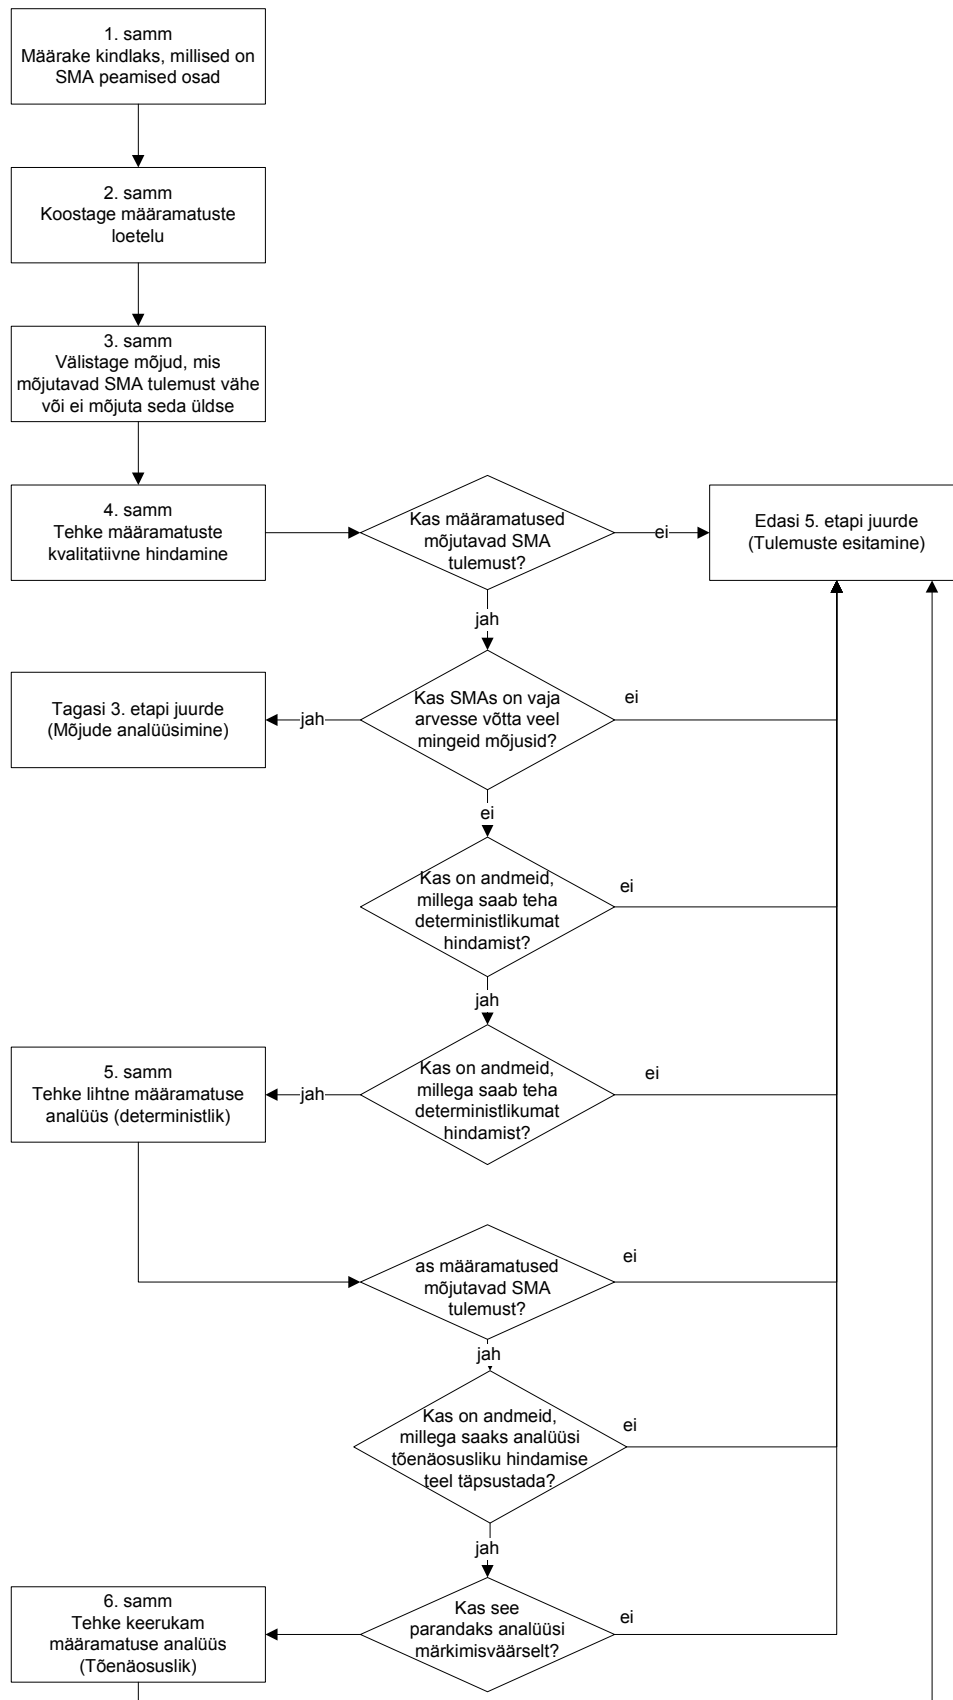 1. samm
Määrake kindlaks, millised on
SMA peamised osad
2. samm
Koostage määramatuste
loetelu
3. samm
Välistage mõjud, mis
mõjutavad SMA tulemust vähe
või ei mõjuta seda üldse
4. samm
Tehke määramatuste
kvalitatiivne hindamine
Kas määramatused
mõjutavad SMA
tulemust?
ei
Edasi 5. etapi juurde
(Tulemuste esitamine)
jah
Tagasi 3. etapi juurde
(Mõjude analüüsimine)
jah
Kas SMAs on vaja
arvesse võtta veel
mingeid mõjusid?
ei
ei
Kas on andmeid,
millega saab teha
deterministlikumat
hindamist?
ei
jah
5. samm
Tehke lihtne määramatuse
analüüs (deterministlik)
jah
Kas on andmeid,
millega saab teha
deterministlikumat
hindamist?
ei
as määramatused
mõjutavad SMA
tulemust?
ei
jah
Kas on andmeid,
millega saaks analüüsi
tõenäosusliku hindamise
teel täpsustada?
ei
jah
6. samm
Tehke keerukam
määramatuse analüüs
(Tõenäosuslik)
Kas see
parandaks analüüsi
märkimisväärselt?
ei